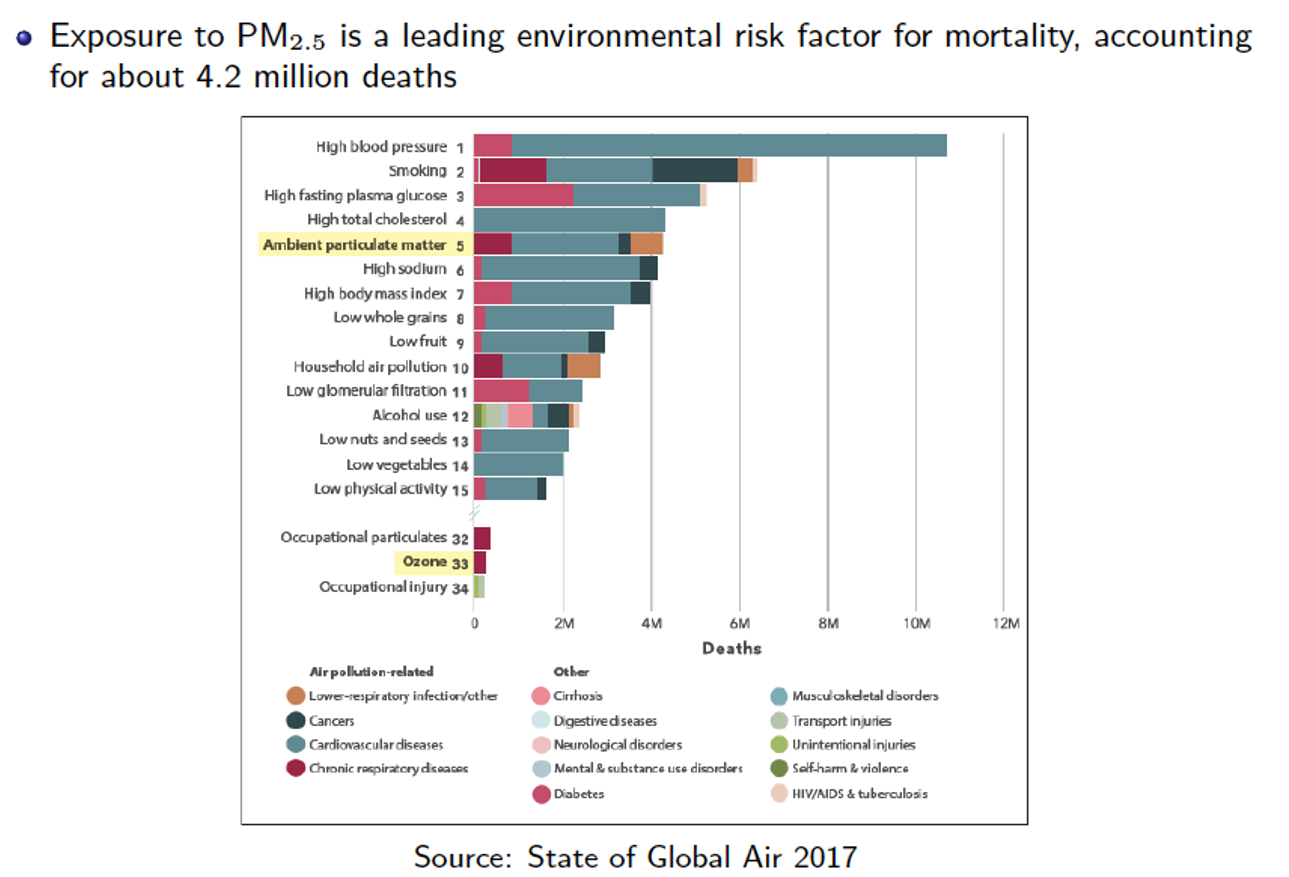 Exposure to PM2.5 is a leading environmental risk factor for mortality, accounting
for about 4.2 million deaths
High blood pressure 1
Smoking 2
High fasting plasma glucose 3
High total cholesterol 4
Ambient particulate matter 5
High sodium 6
High body mass index 7
Low whole grains 8
Low fruit 9
Household air pollution 10
Low glomerular filtration 11
Alcohol use 12
Low nuts and seeds 13
Low vegetables 14
Low physical activity 15
Occupational particulates 32
Ozone 33
Occupational injury 34
0 2M 4M 6M 8M 10M 12M
Deaths
Air pollution-related
Lower-respiratory infection/other
Cancers
Cardiovascular diseases
Chronic respiratory diseases
Other
Cirrhosis
Digestive diseases
Neurological disorders
Mental & substance use disorders
Diabetes
Musculoskeletal disorders
Transport injuries
Unintentional injuries
Self-harm & violence
HIV/AIDS & tuberculosis
Source: State of Global Air 2017